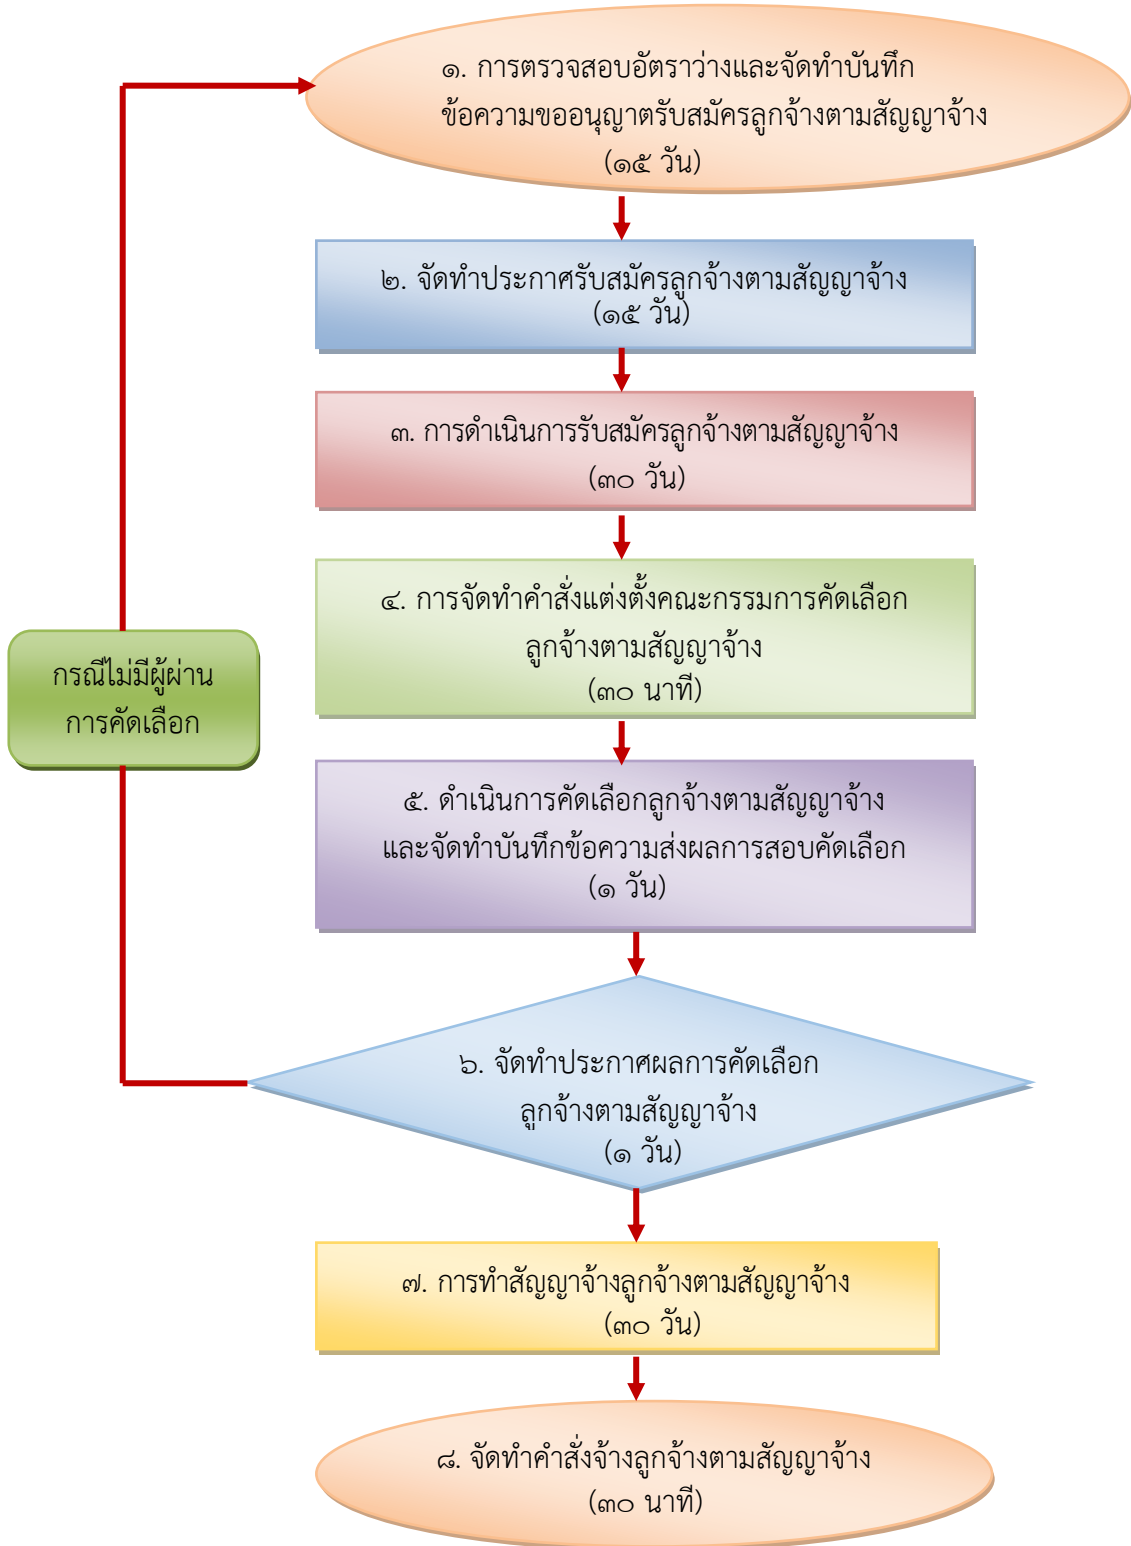 ๑. การตรวจสอบอัตราว่างและจัดทำบันทึก
ข้อความขออนุญาตรับสมัครลูกจ้างตามสัญญาจ้าง
(๑๕ วัน)
๒. จัดทำประกาศรับสมัครลูกจ้างตามสัญญาจ้าง
(๑๕ วัน)
๓. การดำเนินการรับสมัครลูกจ้างตามสัญญาจ้าง
(๓๐ วัน)
๔. การจัดทำคำสั่งแต่งตั้งคณะกรรมการคัดเลือก
ลูกจ้างตามสัญญาจ้าง
(๓๐ นาที)
กรณีไม่มีผู้ผ่าน
การคัดเลือก
๕. ดำเนินการคัดเลือกลูกจ้างตามสัญญาจ้าง
และจัดทำบันทึกข้อความส่งผลการสอบคัดเลือก
(๑ วัน)
๖. จัดทำประกาศผลการคัดเลือก
ลูกจ้างตามสัญญาจ้าง
(๑ วัน)
๗. การทำสัญญาจ้างลูกจ้างตามสัญญาจ้าง
(๓๐ วัน)
๘. จัดทำคำสั่งจ้างลูกจ้างตามสัญญาจ้าง
(๓๐ นาที)